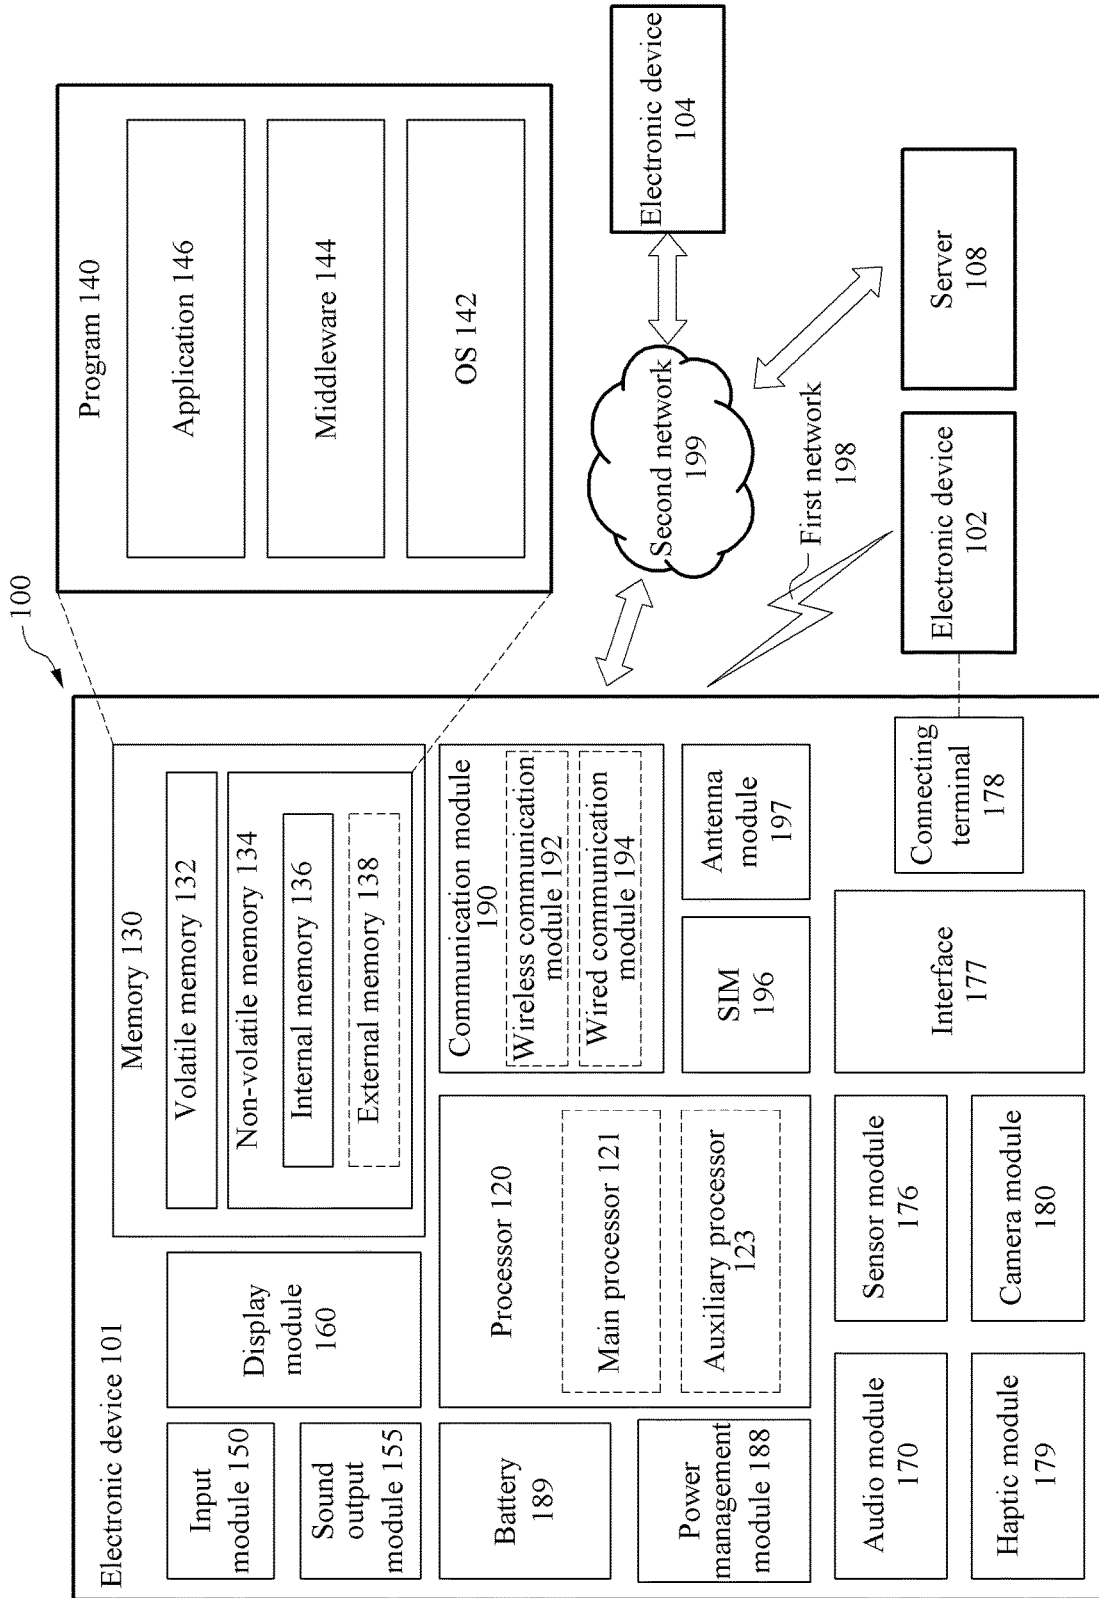 100
Electronic device 101
Input
module 150
Sound
output
module 155
Display
module
160
Memory 130
Volatile memory 132
Non-volatile memory 134
Internal memory 136
External memory 138
Program 140
Application 146
Middleware 144
OS 142
Battery
189
Power
management
module 188
Processor 120
Main processor 121
Auxiliary processor
123
Communication module
190
Wireless communication
module 192
Wired communication
module 194
SIM
196
Antenna
module
197
Second network
199
Electronic device
104
First network
198
Audio module
170
Sensor module
176
Interface
177
Connecting
terminal
178
Electronic device
102
Server
108
Haptic module
179
Camera module
180